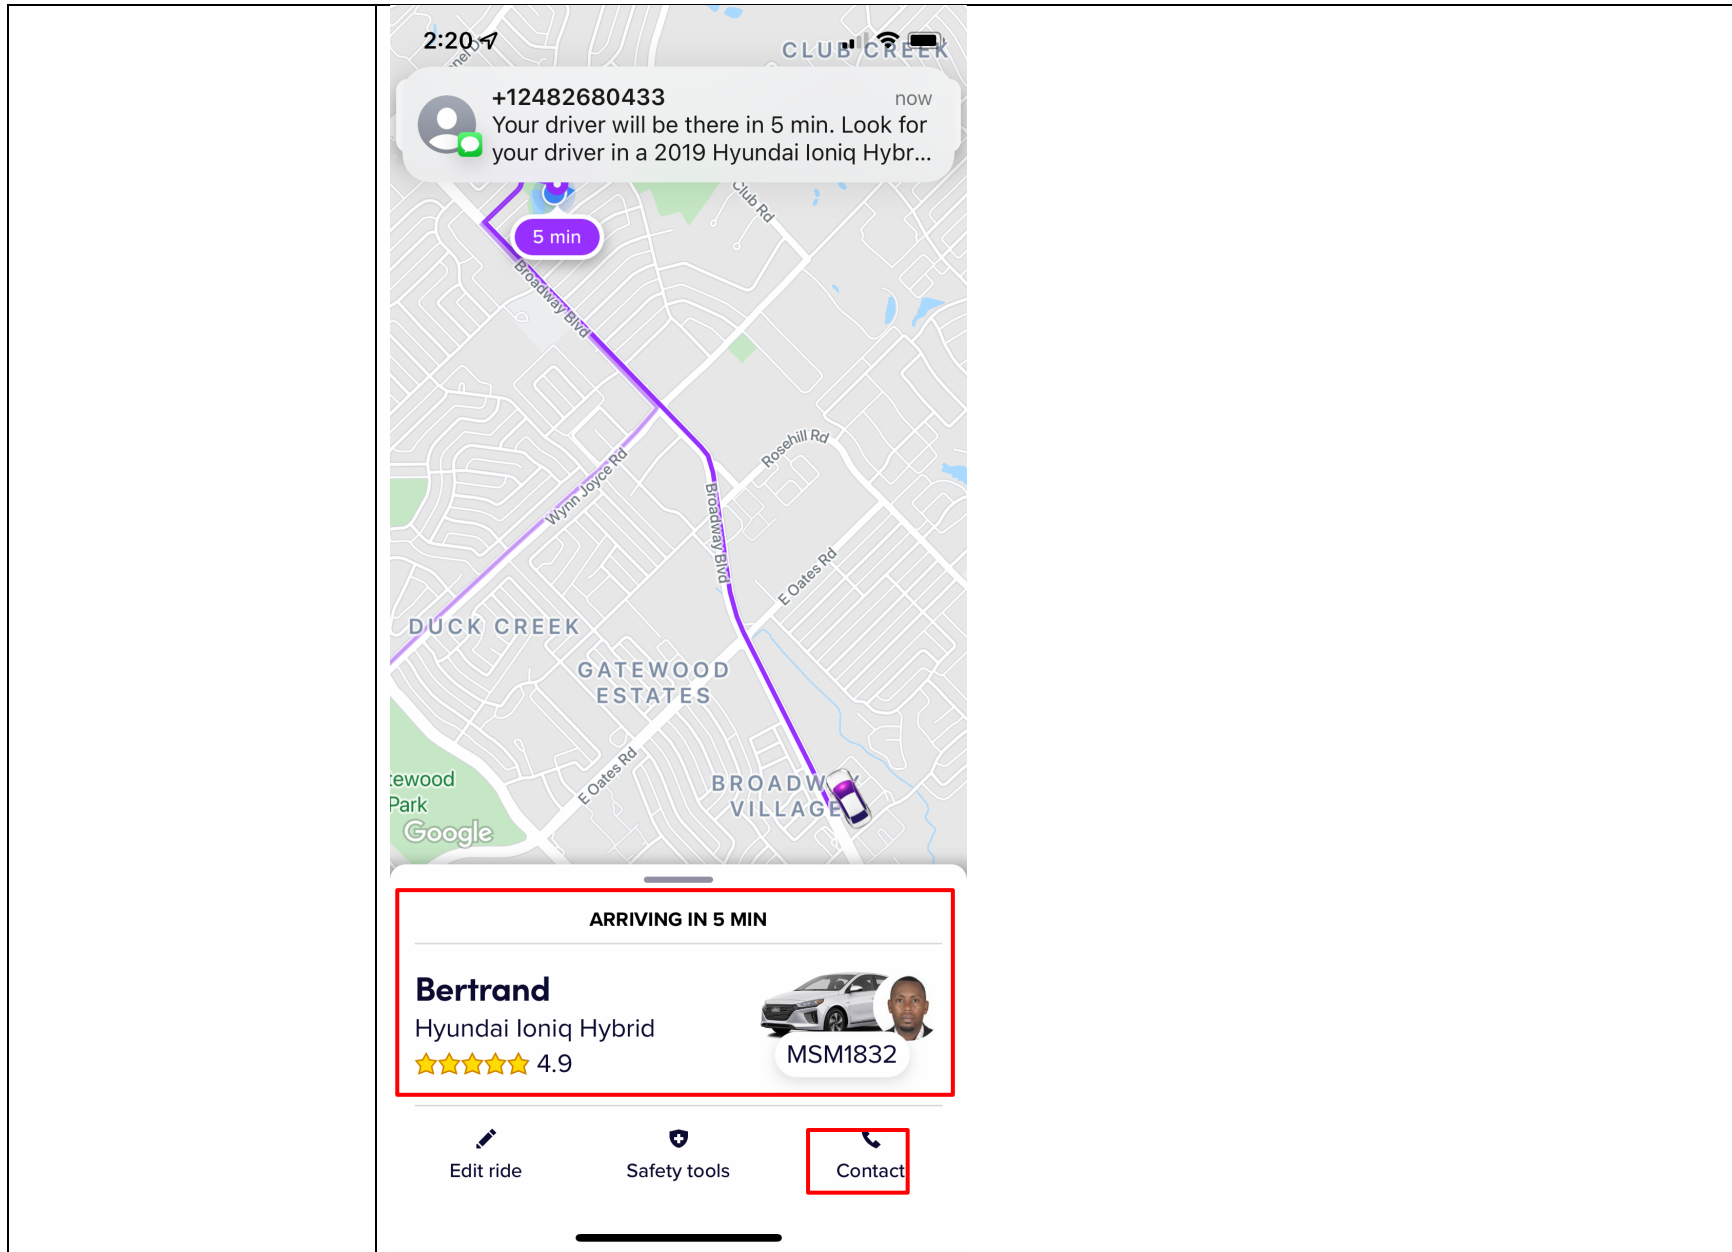 2:20
CLUB CREEK
+12482680433
now
Your driver will be there in 5 min. Look for
your driver in a 2019 Hyundai Ioniq Hybr...
Club Rd
5 min
Broadway Blvd
Rosehill Rd
Wynn Joyce Rd
Broadway Blvd
E Oates Rd
DUCK CREEK
GATEWOOD
ESTATES
E Oates Rd
BROADW
VILLAGE
ewood
Park
Google
ARRIVING IN 5 MIN
Bertrand
Hyundai Ioniq Hybrid
4.9
MSM1832
Edit ride
Safety tools
Contact